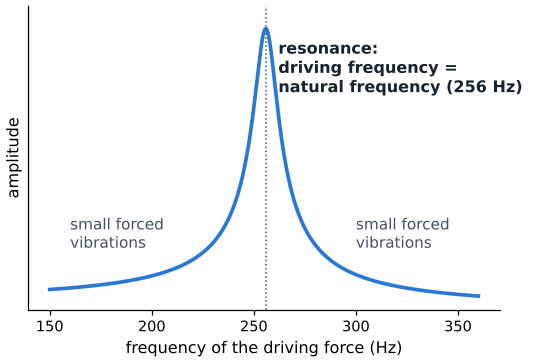 resonance:
driving frequency =
natural frequency (256 Hz)
amplitude
small forced
vibrations
small forced
vibrations
150 200 250 300 350
frequency of the driving force (Hz)